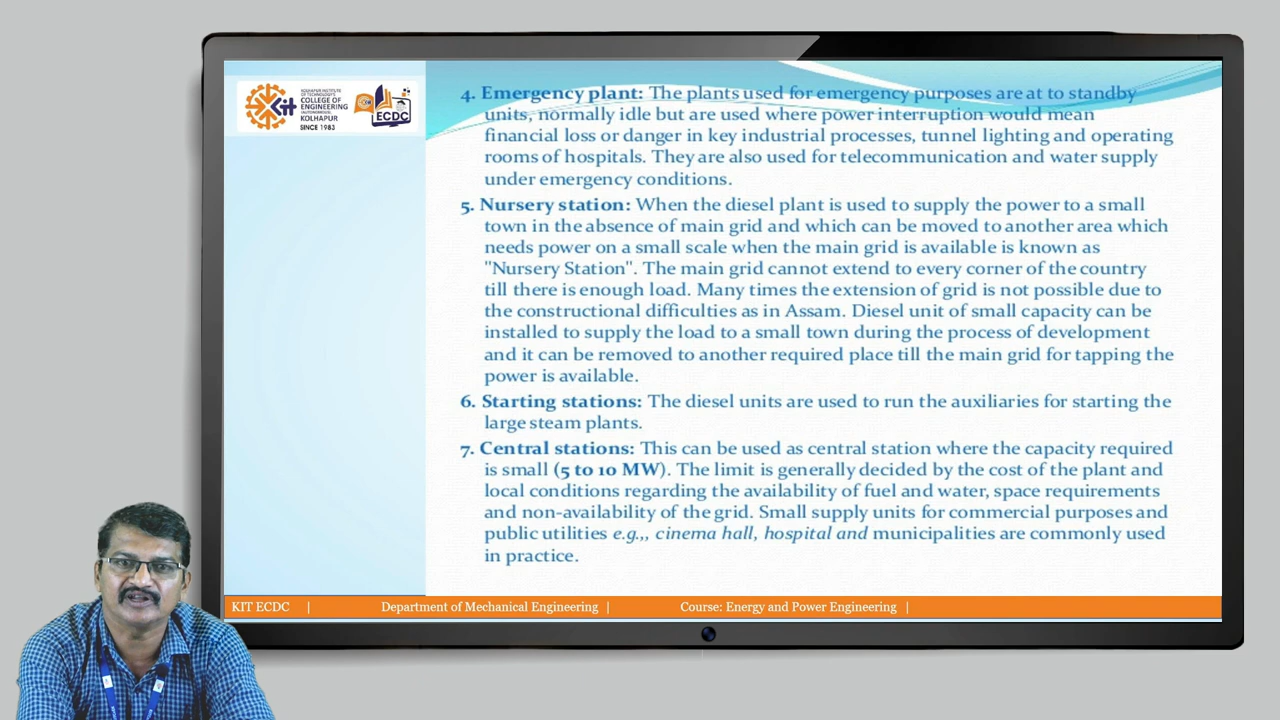 KOLHAPUR INSTITUTE
OF TECHNOLOGY'S
COLLEGE OF
ENGINEERING
KOLHAPUR
SINCE 1983
KIT
ECDC
4. Emergency plant: The plants used for emergency purposes are at to standby
units, normally idle but are used where power interruption would mean
financial loss or danger in key industrial processes, tunnel lighting and operating
rooms of hospitals. They are also used for telecommunication and water supply
under emergency conditions.
5. Nursery station: When the diesel plant is used to supply the power to a small
town in the absence of main grid and which can be moved to another area which
needs power on a small scale when the main grid is available is known as
"Nursery Station". The main grid cannot extend to every corner of the country
till there is enough load. Many times the extension of grid is not possible due to
the constructional difficulties as in Assam. Diesel unit of small capacity can be
installed to supply the load to a small town during the process of development
and it can be removed to another required place till the main grid for tapping the
power is available.
6. Starting stations: The diesel units are used to run the auxiliaries for starting the
large steam plants.
7. Central stations: This can be used as central station where the capacity required
is small (5 to 10 MW). The limit is generally decided by the cost of the plant and
local conditions regarding the availability of fuel and water, space requirements
and non-availability of the grid. Small supply units for commercial purposes and
public utilities e.g.,, cinema hall, hospital and municipalities are commonly used
in practice.
KIT ECDC | Department of Mechanical Engineering | Course: Energy and Power Engineering |